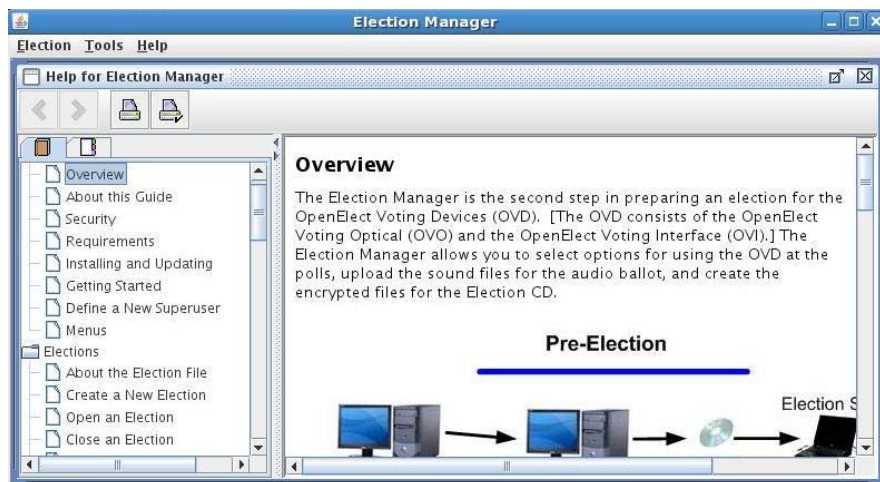 Election Manager
Election Tools Help
Help for Election Manager
Overview
About this Guide
Security
Requirements
Installing and Updating
Getting Started
Define a New Superuser
Menus
Elections
About the Election File
Create a New Election
Open an Election
Close an Election
Overview
The Election Manager is the second step in preparing an election for the
OpenElect Voting Devices (OVD). [The OVD consists of the OpenElect
Voting Optical (OVO) and the OpenElect Voting Interface (OVI).] The
Election Manager allows you to select options for using the OVD at the
polls, upload the sound files for the audio ballot, and create the
encrypted files for the Election CD.
Pre-Election
Election S